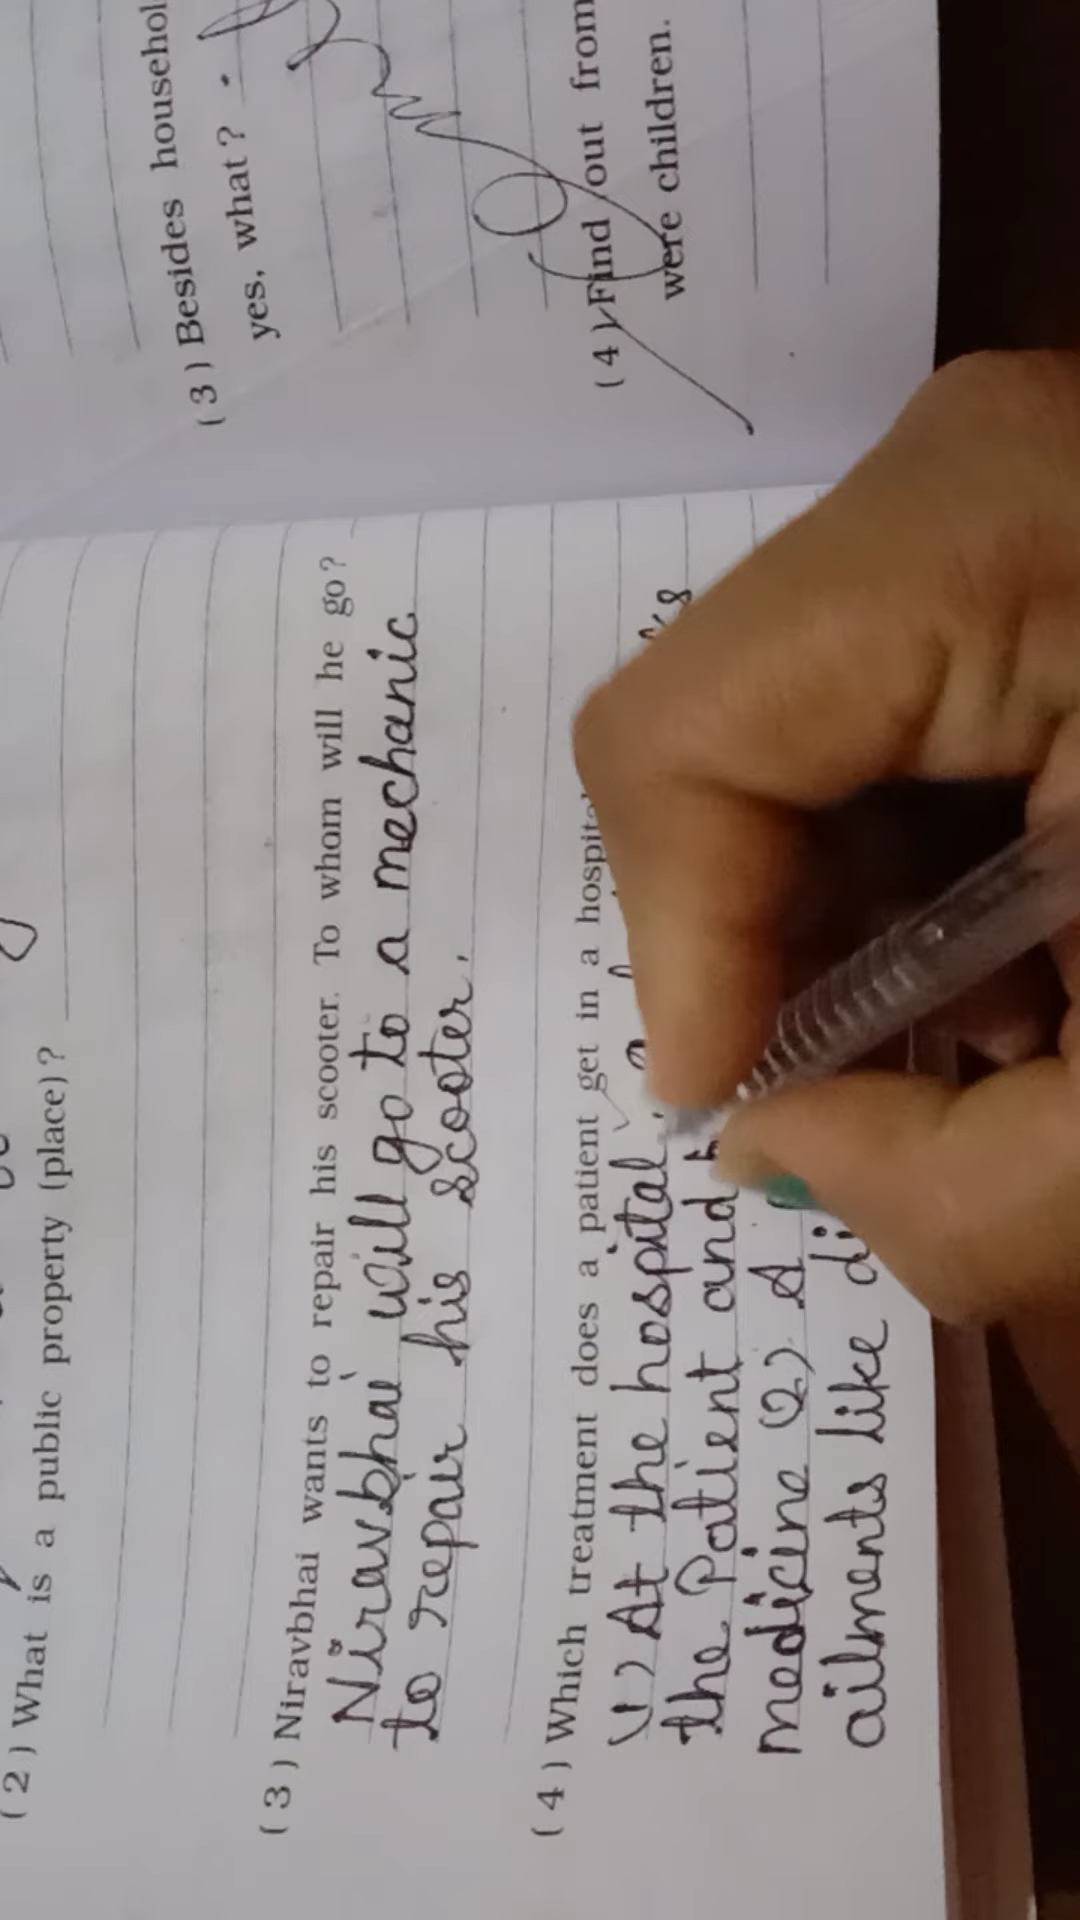 (2) What is a public property (place)?
(3) Niravbhai wants to repair his scooter. To whom will he go?
Niravbhai will go to a mechanic
to repair his scooter.
(4) Which treatment does a patient get in a
(1) At the hospital,
the Patient and
medicine (2) A
ailments like
(3) Besides
yes, what?
(4) Find out from
were children.